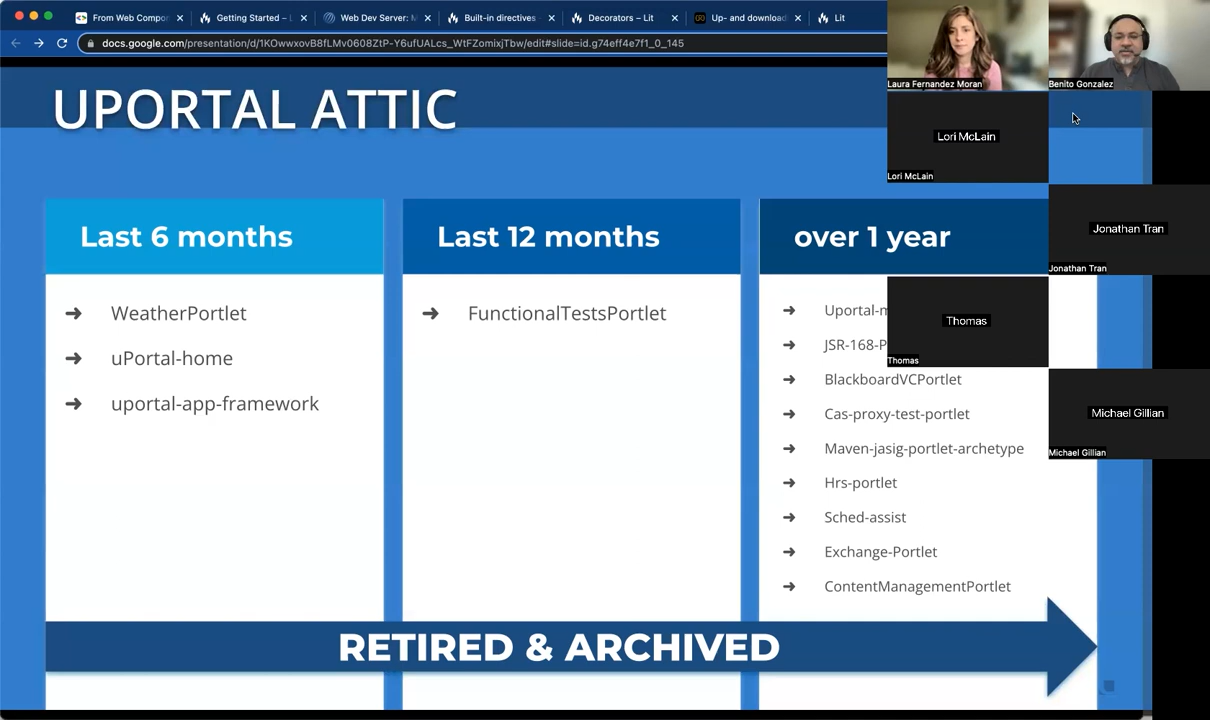 From Web Compor
Getting Started – L
Web Dev Server: M
Built-in directives
Decorators – Lit
Up- and download
Lit
docs.google.com/presentation/d/1KOwwxovB8fLMv0608ZtP-Y6ufUALcs_WtFZomixjTbw/edit#slide=id.g74eff4e7f1_0_145
Laura Fernandez Moran
Benito Gonzalez
UPORTAL ATTIC
Lori McLain
Lori McLain
Jonathan Tran
Jonathan Tran
Thomas
Thomas
Michael Gillian
Michael Gillian
Last 6 months
WeatherPortlet
uPortal-home
uportal-app-framework
Last 12 months
FunctionalTestsPortlet
over 1 year
Uportal-m
JSR-168-P
BlackboardVCPortlet
Cas-proxy-test-portlet
Maven-jasig-portlet-archetype
Hrs-portlet
Sched-assist
Exchange-Portlet
ContentManagementPortlet
RETIRED & ARCHIVED